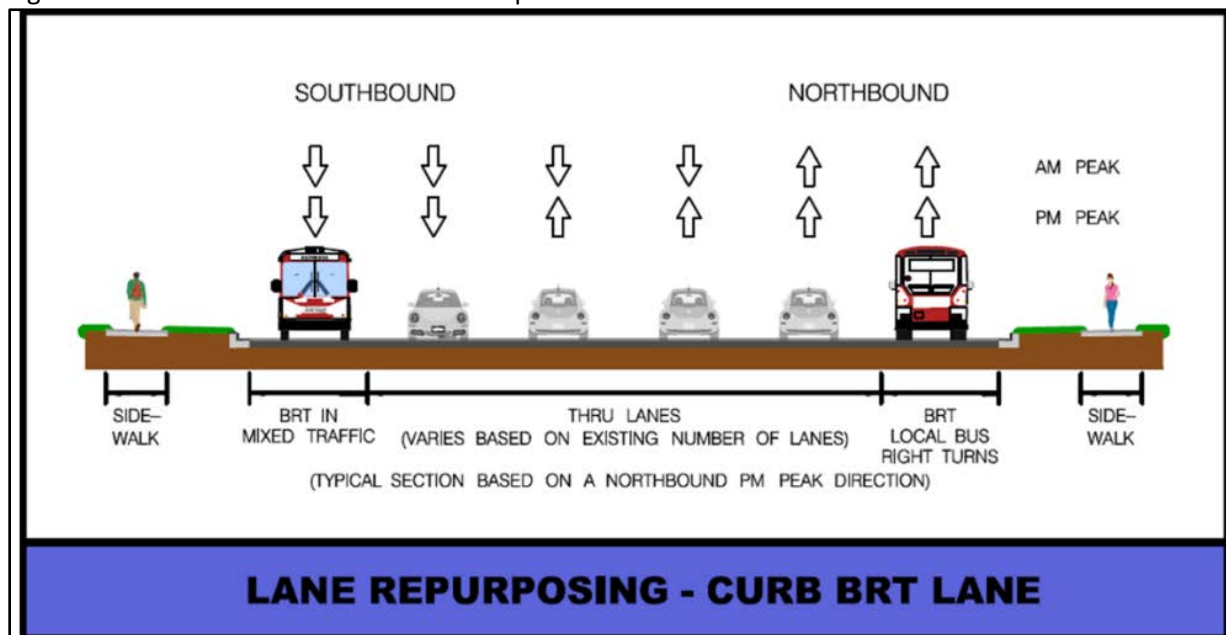 SOUTHBOUND NORTHBOUND
AM PEAK
PM PEAK
SIDE-
WALK
BRT IN
MIXED TRAFFIC
THRU LANES
(VARIES BASED ON EXISTING NUMBER OF LANES)
BRT
LOCAL BUS
RIGHT TURNS
SIDE-
WALK
(TYPICAL SECTION BASED ON A NORTHBOUND PM PEAK DIRECTION)
LANE REPURPOSING - CURB BRT LANE